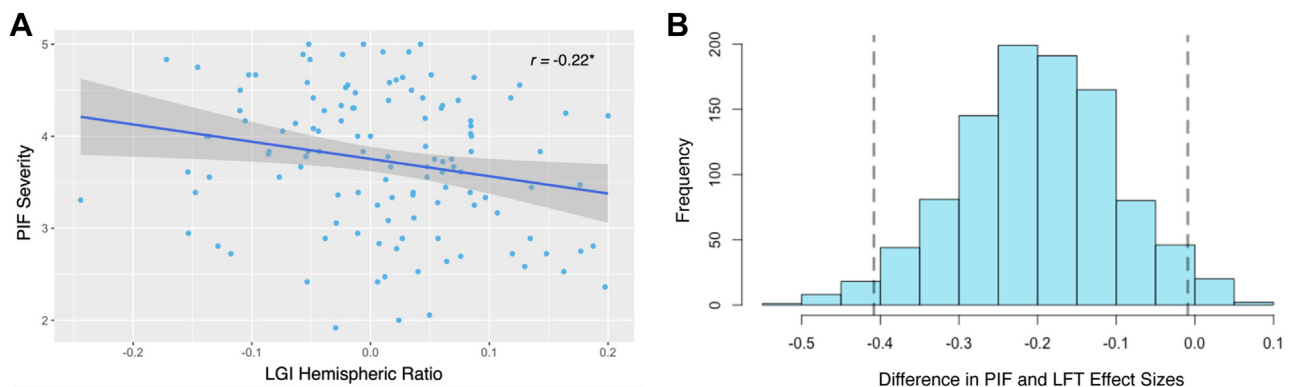 A
r = -0.22*
PIF Severity
5
4
3
2
-0.2 -0.1 0.0 0.1 0.2
LGI Hemispheric Ratio
B
Frequency
200
150
100
50
0
-0.5 -0.4 -0.3 -0.2 -0.1 0.0 0.1
Difference in PIF and LFT Effect Sizes